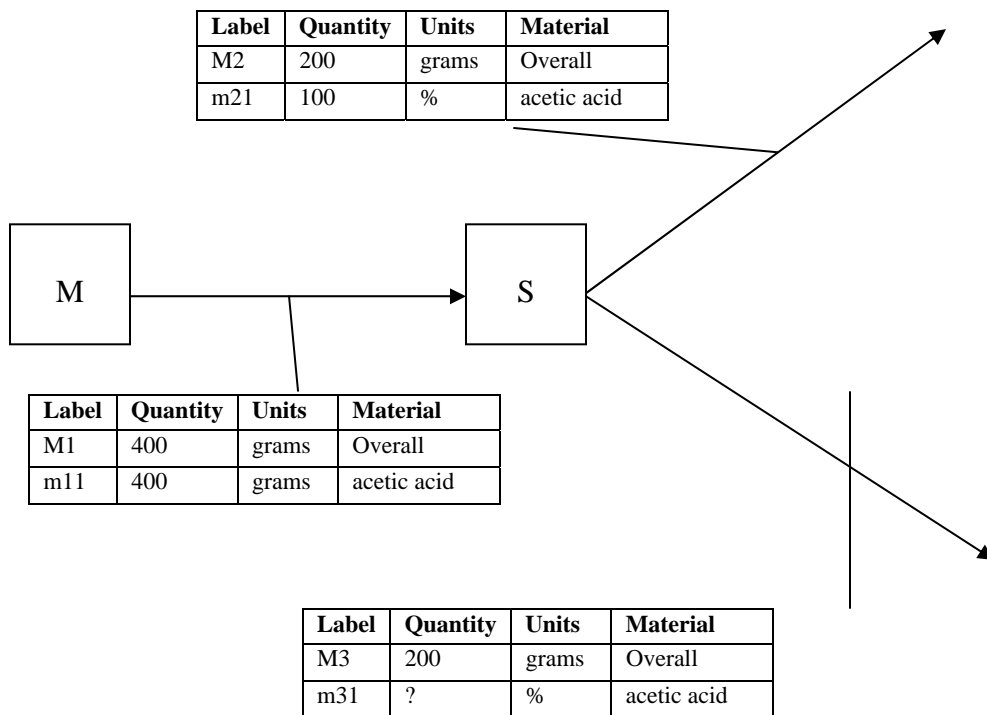 Label Quantity Units Material
M2 200 grams Overall
m21 100 % acetic acid
M
S
Label Quantity Units Material
M1 400 grams Overall
m11 400 grams acetic acid
Label Quantity Units Material
M3 200 grams Overall
m31 ? % acetic acid